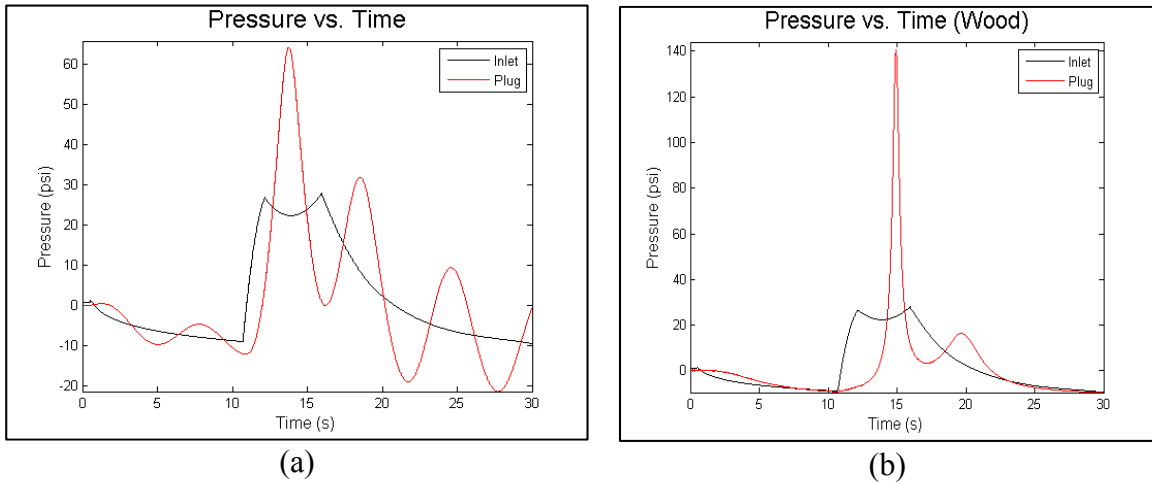 Pressure vs. Time
Inlet
Plug
Pressure (psi)
60
50
40
30
20
10
0
-10
-20
0 5 10 15 20 25 30
Time (s)
(a)
Pressure vs. Time (Wood)
Inlet
Plug
Pressure (psi)
140
120
100
80
60
40
20
0
0 5 10 15 20 25 30
Time (s)
(b)